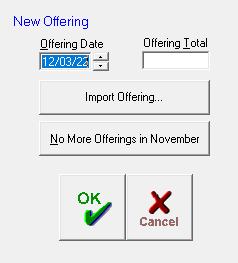 New Offering
Offering Date Offering Total
12/03/22
Import Offering...
No More Offerings in November
OK Cancel